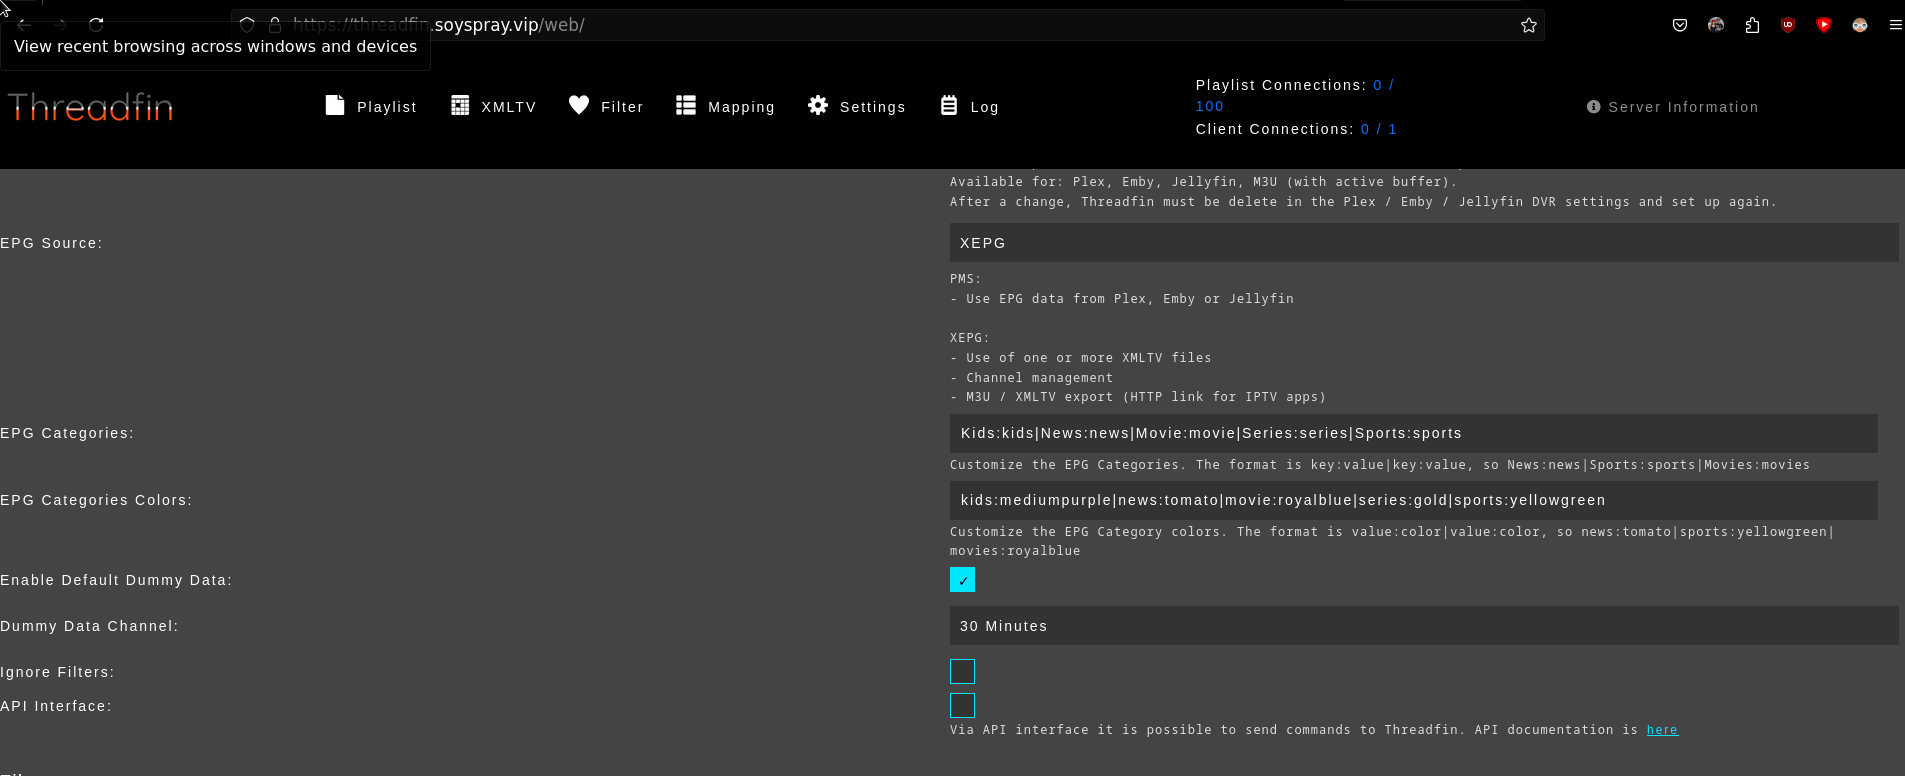 https://threadfin.soyspray.vip/web/
View recent browsing across windows and devices
Threadfin
Playlist
XMLTV
Filter
Mapping
Settings
Log
Playlist Connections: 0 /
100
Client Connections: 0 / 1
Server Information
Available for: Plex, Emby, Jellyfin, M3U (with active buffer).
After a change, Threadfin must be delete in the Plex / Emby / Jellyfin DVR settings and set up again.
EPG Source:
XEPG
PMS:
- Use EPG data from Plex, Emby or Jellyfin
XEPG:
- Use of one or more XMLTV files
- Channel management
- M3U / XMLTV export (HTTP link for IPTV apps)
EPG Categories:
Kids:kids|News:news|Movie:movie|Series:series|Sports:sports
Customize the EPG Categories. The format is key:value|key:value, so News:news|Sports:sports|Movies:movies
EPG Categories Colors:
kids:mediumpurple|news:tomato|movie:royalblue|series:gold|sports:yellowgreen
Customize the EPG Category colors. The format is value:color|value:color, so news:tomato|sports:yellowgreen|
movies:royalblue
Enable Default Dummy Data:
Dummy Data Channel:
30 Minutes
Ignore Filters:
API Interface:
Via API interface it is possible to send commands to Threadfin. API documentation is here